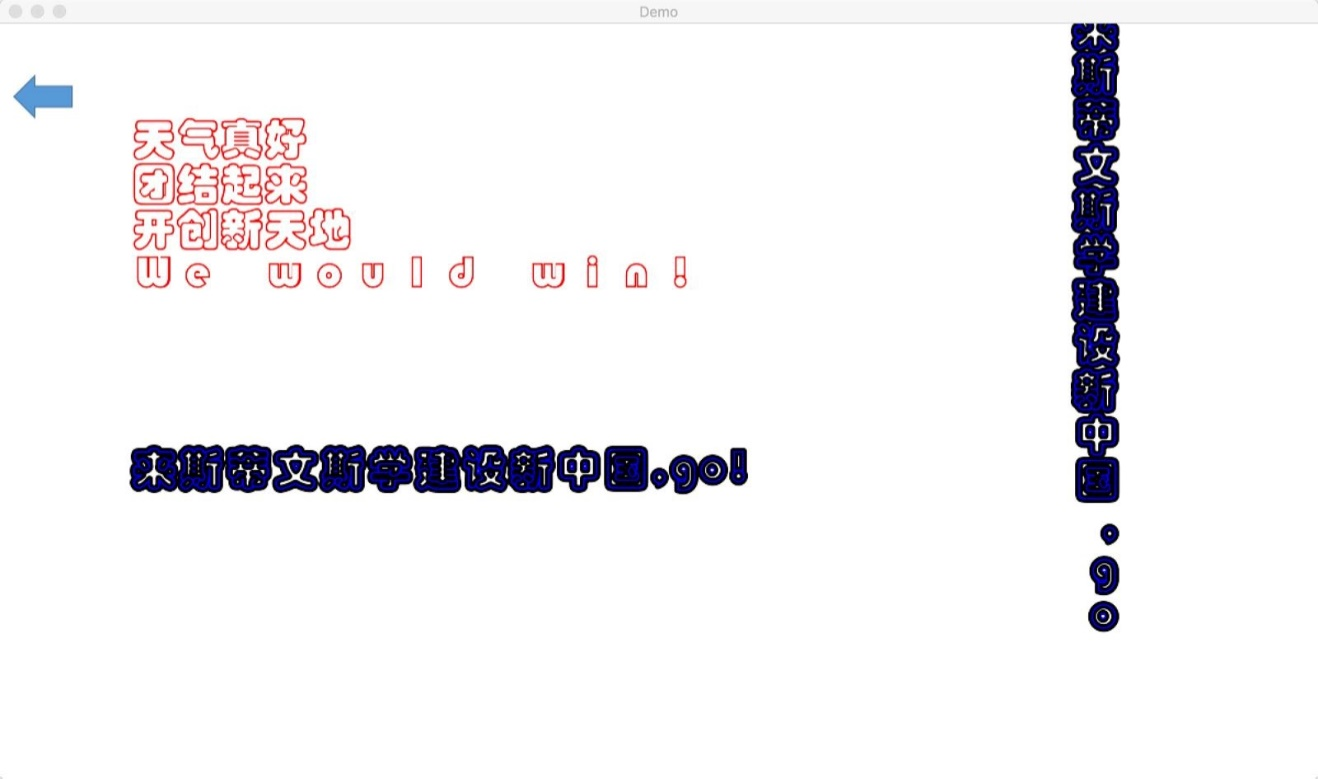 Demo
天气真好
团结起来
开创新天地
We would win!
来斯蒂文斯学建设新中国,go!
来斯蒂文斯学建设新中国,go